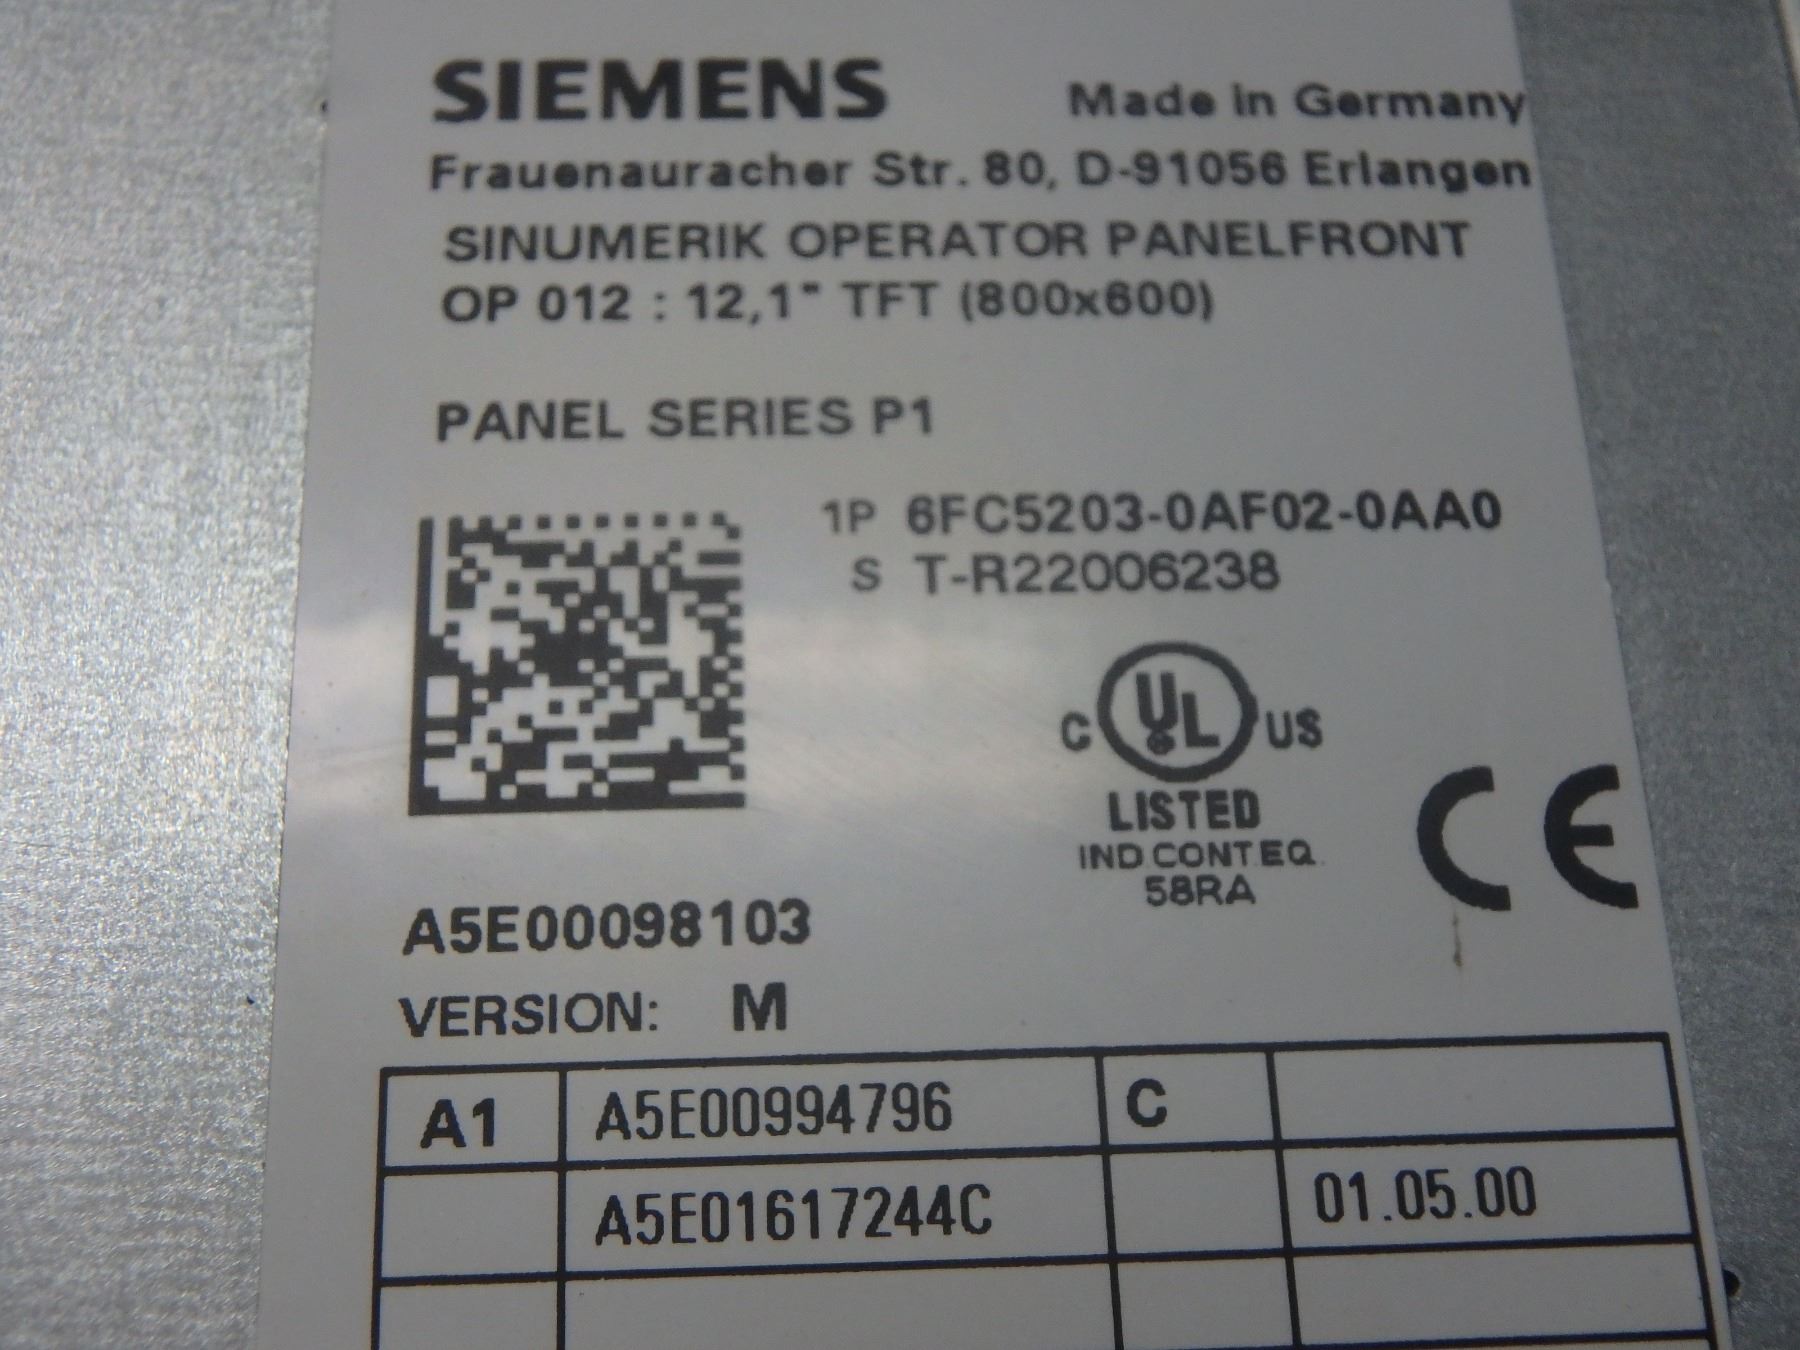 SIEMENS Made in Germany
Frauenauracher Str. 80, D-91056 Erlangen
SINUMERIK OPERATOR PANELFRONT
OP 012 : 12,1" TFT (800x600)
PANEL SERIES P1
1P 6FC5203-0AF02-0AA0
S T-R22006238
C UL US
LISTED
IND.CONT.EQ.
58RA
CE
A5E00098103
VERSION: M
A1 A5E00994796 C
A5E01617244C 01.05.00